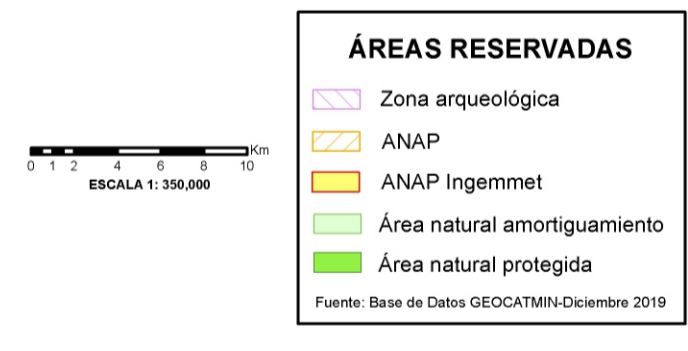 Km
0 1 2 4 6 8 10
ESCALA 1: 350,000
ÁREAS RESERVADAS
Zona arqueológica
ANAP
ANAP Ingemmet
Área natural amortiguamiento
Área natural protegida
Fuente: Base de Datos GEOCATMIN-Diciembre 2019